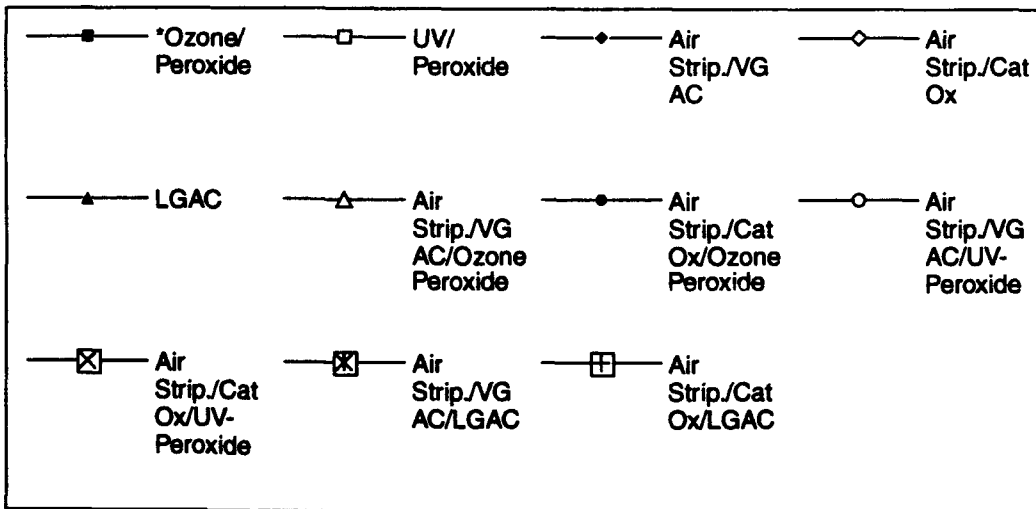 *Ozone/
Peroxide
UV/
Peroxide
Air
Strip./VG
AC
Air
Strip./Cat
Ox
LGAC
Air
Strip./VG
AC/Ozone
Peroxide
Air
Strip./Cat
Ox/Ozone
Peroxide
Air
Strip./VG
AC/UV-
Peroxide
Air
Strip./Cat
Ox/UV-
Peroxide
Air
Strip./VG
AC/LGAC
Air
Strip./Cat
Ox/LGAC